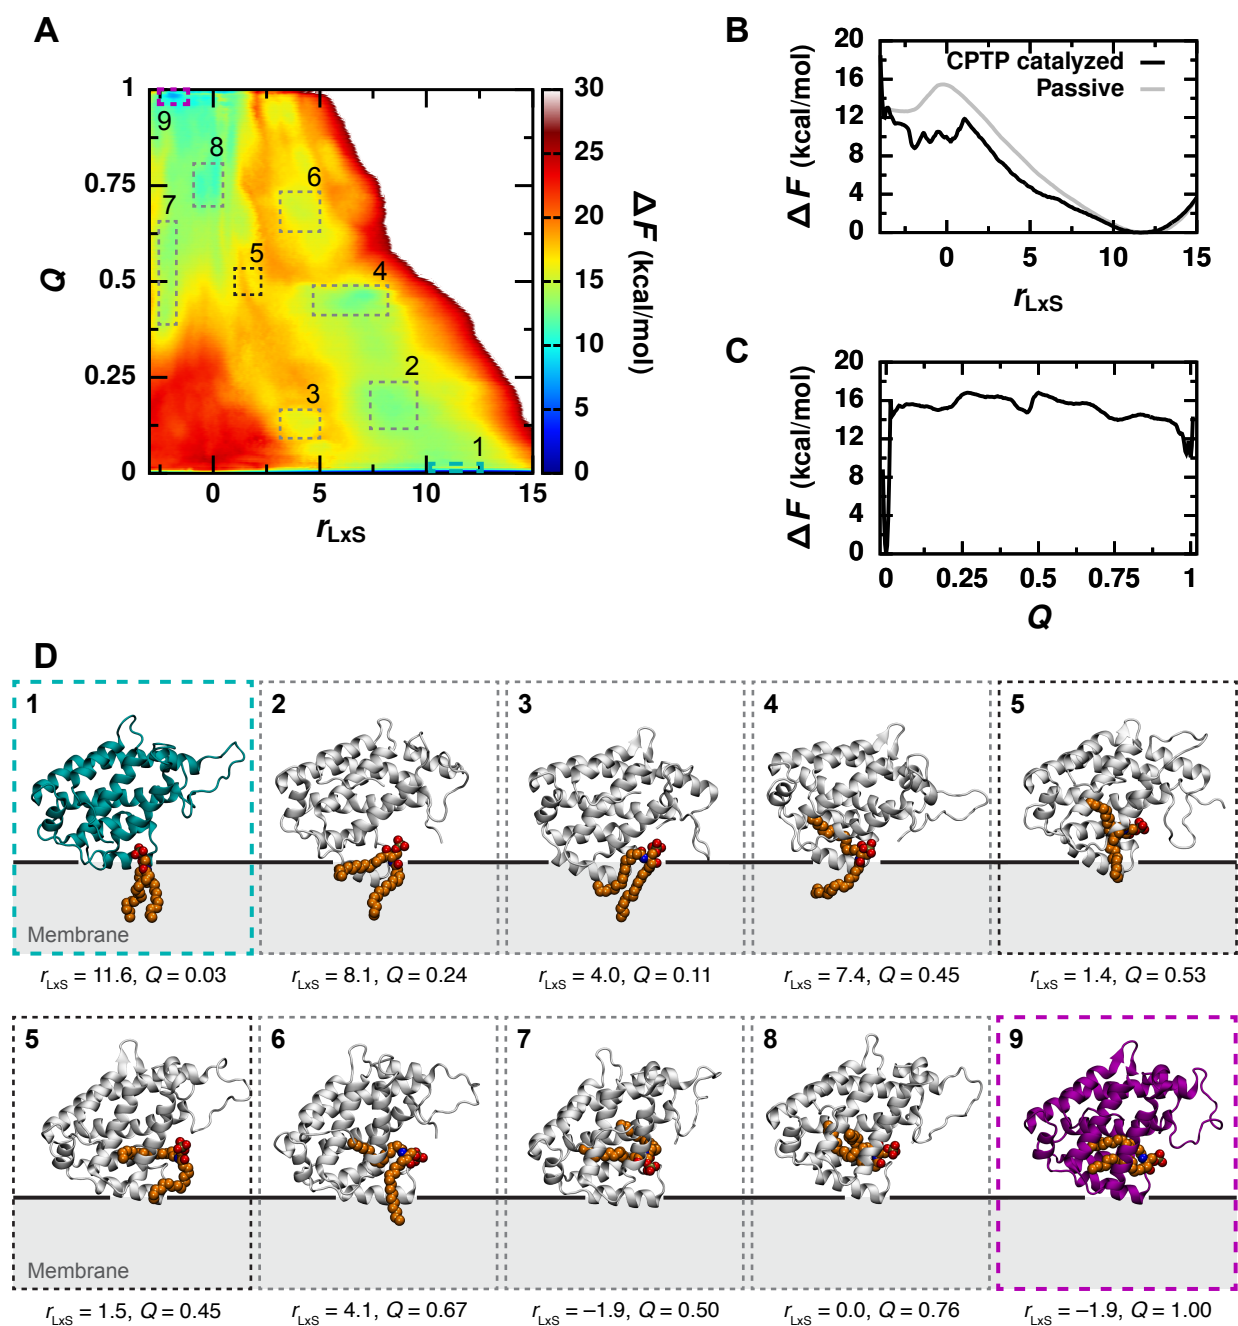 A
1
0.75
0.5
0.25
0
Q
0
5
10
15
rLxS
9
8
7
6
5
4
3
2
1
30
25
20
15
10
5
0
ΔF (kcal/mol)
B
20
16
12
8
4
0
ΔF (kcal/mol)
CPTP catalyzed
Passive
0
5
10
15
rLxS
C
20
16
12
8
4
0
ΔF (kcal/mol)
0
0.25
0.5
0.75
1
Q
D
1
2
3
4
5
Membrane
rLxS = 11.6, Q = 0.03
rLxS = 8.1, Q = 0.24
rLxS = 4.0, Q = 0.11
rLxS = 7.4, Q = 0.45
rLxS = 1.4, Q = 0.53
5
6
7
8
9
Membrane
rLxS = 1.5, Q = 0.45
rLxS = 4.1, Q = 0.67
rLxS = −1.9, Q = 0.50
rLxS = 0.0, Q = 0.76
rLxS = −1.9, Q = 1.00